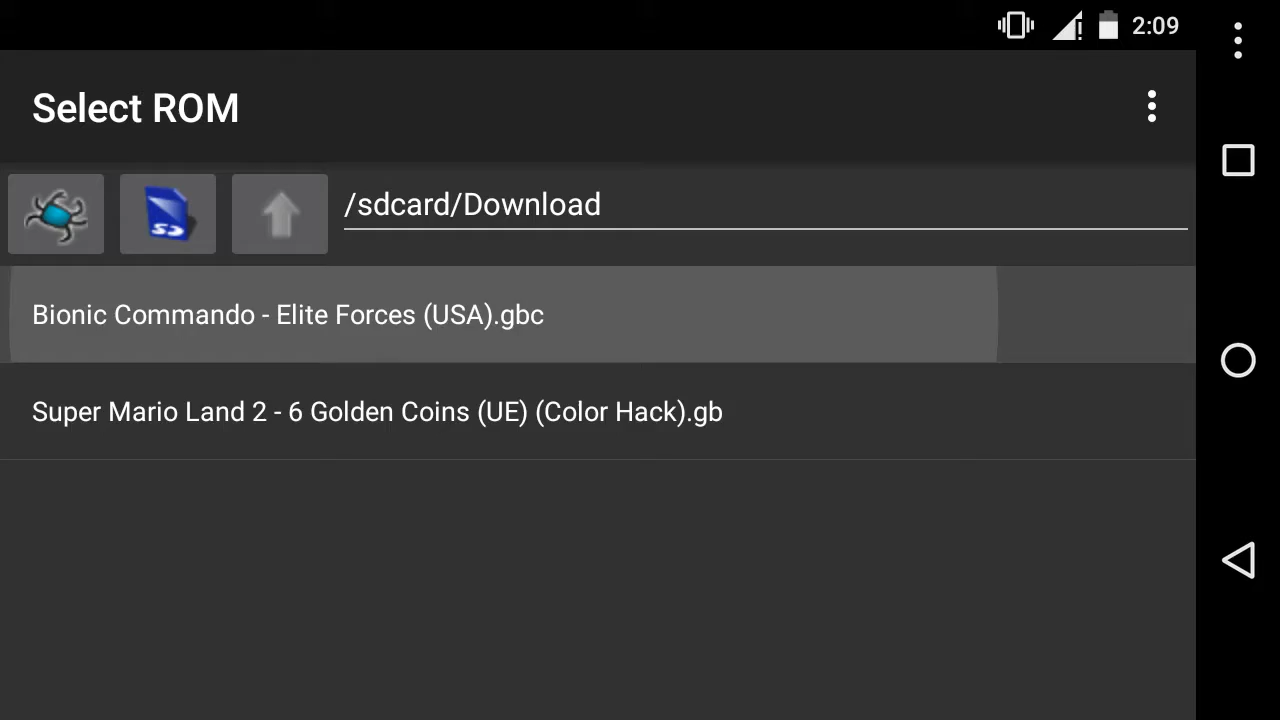 2:09
Select ROM
SD
/sdcard/Download
Bionic Commando - Elite Forces (USA).gbc
Super Mario Land 2 - 6 Golden Coins (UE) (Color Hack).gb